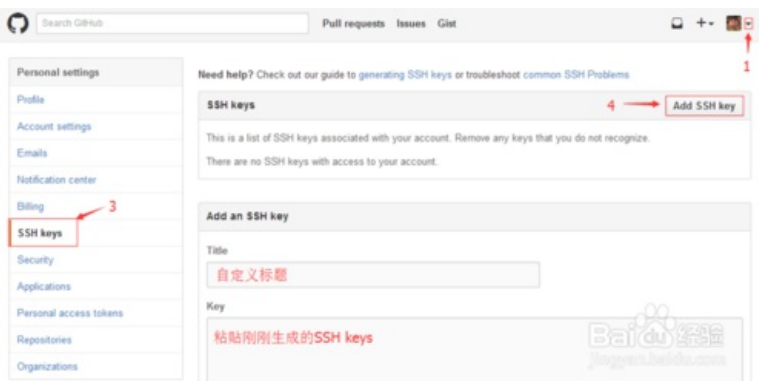 Search GitHub
Pull requests Issues Gist
1
Personal settings
Profile
Account settings
Emails
Notification center
Billing
3
SSH keys
Security
Applications
Personal access tokens
Repositories
Organizations
Need help? Check out our guide to generating SSH keys or troubleshoot common SSH Problems
SSH keys
4
Add SSH key
This is a list of SSH keys associated with your account. Remove any keys that you do not recognize.
There are no SSH keys with access to your account.
Add an SSH key
Title
自定义标题
Key
粘贴刚刚生成的SSH keys
Baidu经验
jingyan.baidu.com